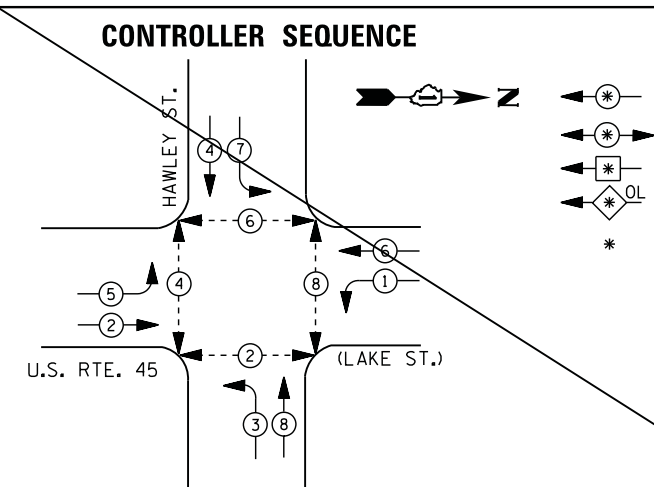 CONTROLLER SEQUENCE
HAWLEY ST.
N
*
*
*
* OL
*
4 7
6
6
5 4 8 1
2
2
U.S. RTE. 45
(LAKE ST.)
3 8